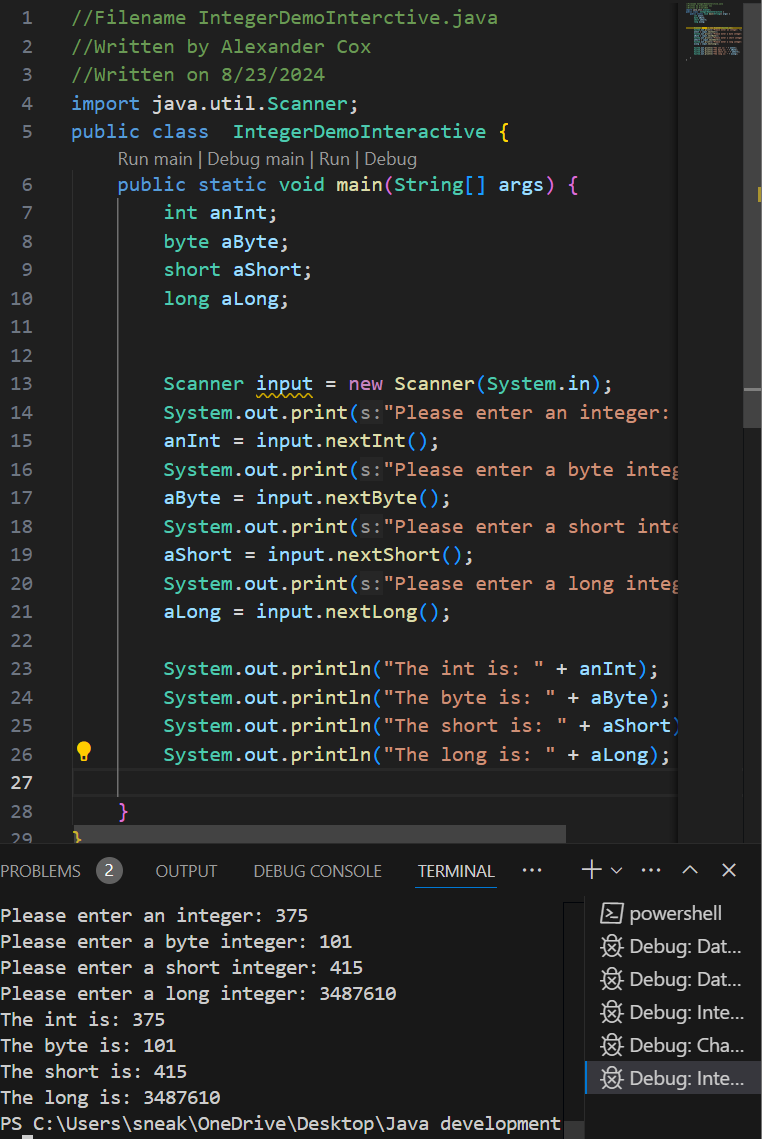 1 //Filename IntegerDemoInterctive.java
2 //Written by Alexander Cox
3 //Written on 8/23/2024
4 import java.util.Scanner;
5 public class  IntegerDemoInteractive {
Run main | Debug main | Run | Debug
6 public static void main(String[] args) {
7 int anInt;
8 byte aByte;
9 short aShort;
10 long aLong;
11
12
13 Scanner input = new Scanner(System.in);
14 System.out.print(s:"Please enter an integer:
15 anInt = input.nextInt();
16 System.out.print(s:"Please enter a byte integ
17 aByte = input.nextByte();
18 System.out.print(s:"Please enter a short inte
19 aShort = input.nextShort();
20 System.out.print(s:"Please enter a long integ
21 aLong = input.nextLong();
22
23 System.out.println("The int is: " + anInt);
24 System.out.println("The byte is: " + aByte);
25 System.out.println("The short is: " + aShort)
26 System.out.println("The long is: " + aLong);
27
28 }
29 }
PROBLEMS 2 OUTPUT DEBUG CONSOLE TERMINAL
Please enter an integer: 375
Please enter a byte integer: 101
Please enter a short integer: 415
Please enter a long integer: 3487610
The int is: 375
The byte is: 101
The short is: 415
The long is: 3487610
PS C:\Users\sneak\OneDrive\Desktop\Java development
powershell
Debug: Dat...
Debug: Dat...
Debug: Inte...
Debug: Cha...
Debug: Inte...